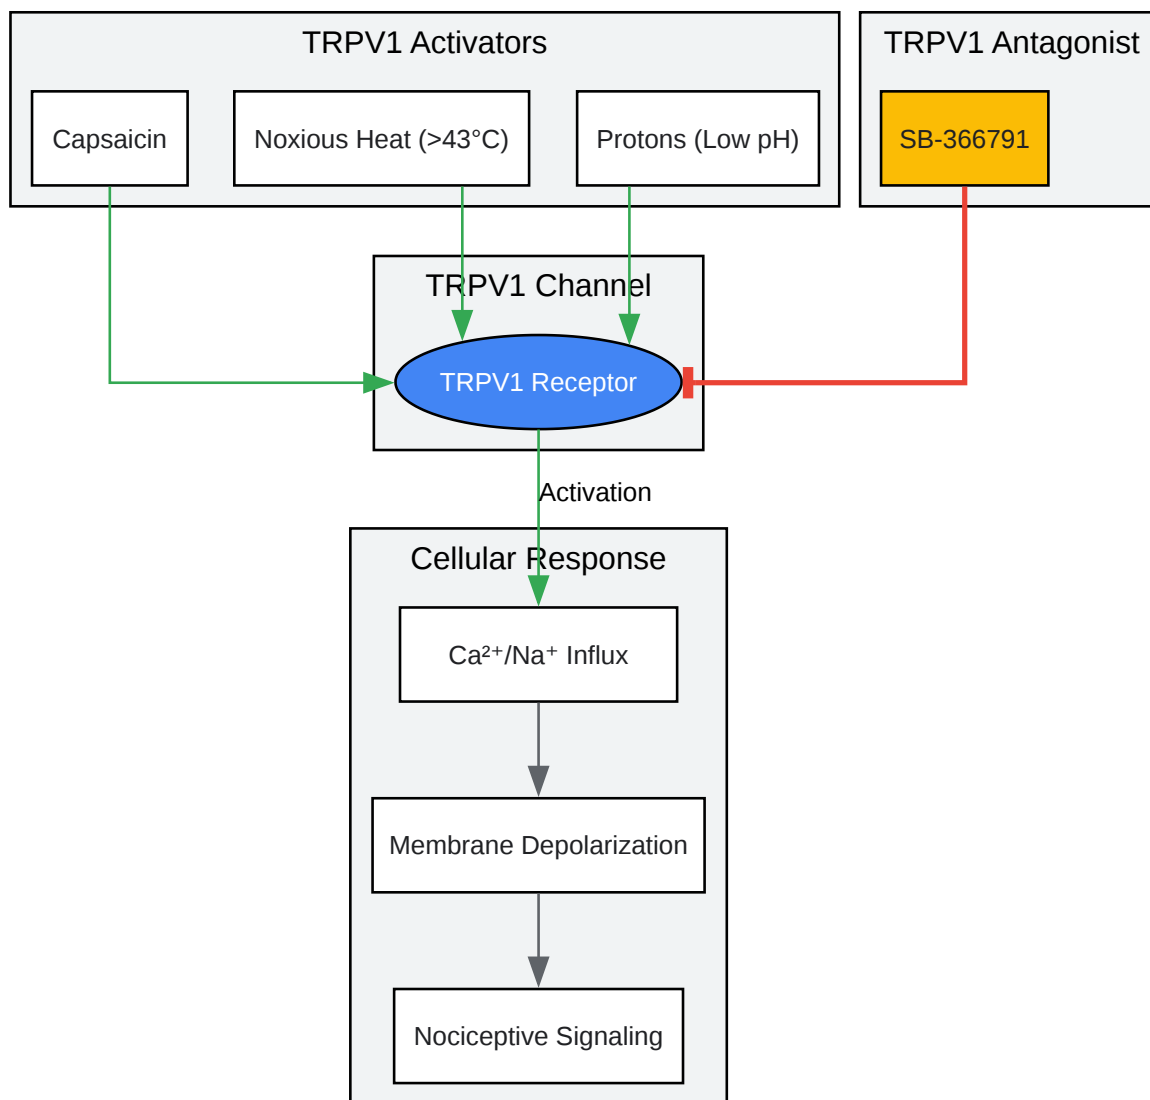 TRPV1 Activators
TRPV1 Antagonist
Capsaicin
Noxious Heat (>43°C)
Protons (Low pH)
SB-366791
TRPV1 Channel
TRPV1 Receptor
Activation
Cellular Response
Ca²⁺/Na⁺ Influx
Membrane Depolarization
Nociceptive Signaling